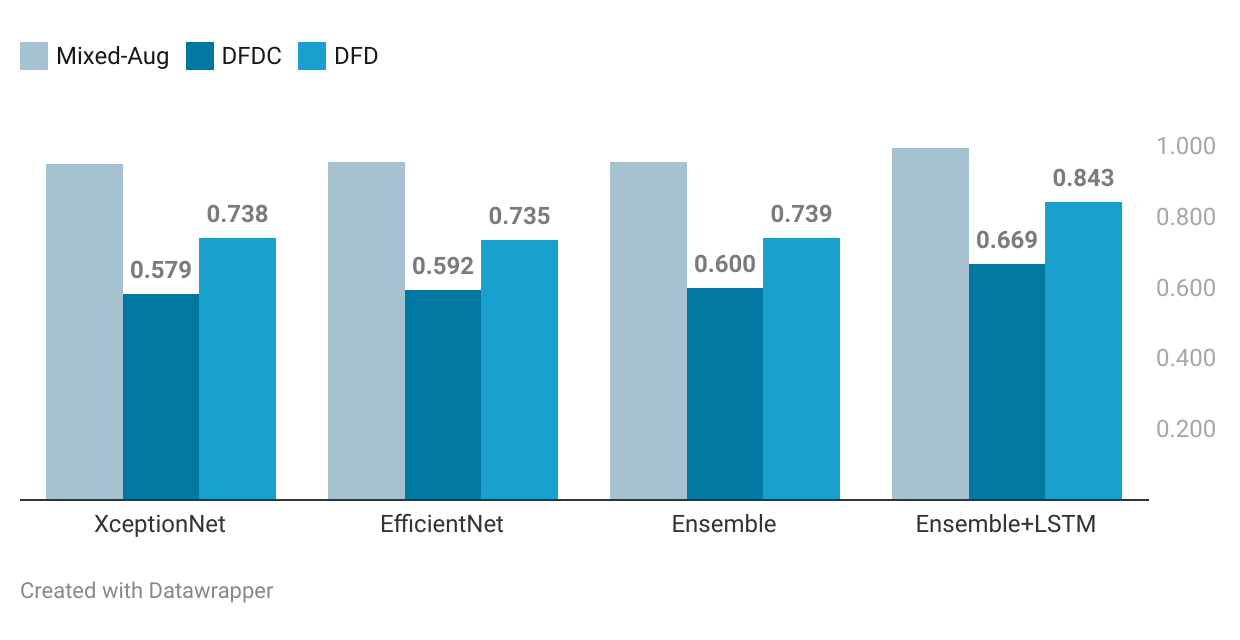 Mixed-Aug DFDC DFD
1.000
0.843
0.800
0.738 0.735 0.739
0.669
0.579 0.592 0.600
0.600
0.400
0.200
XceptionNet EfficientNet Ensemble Ensemble+LSTM
Created with Datawrapper